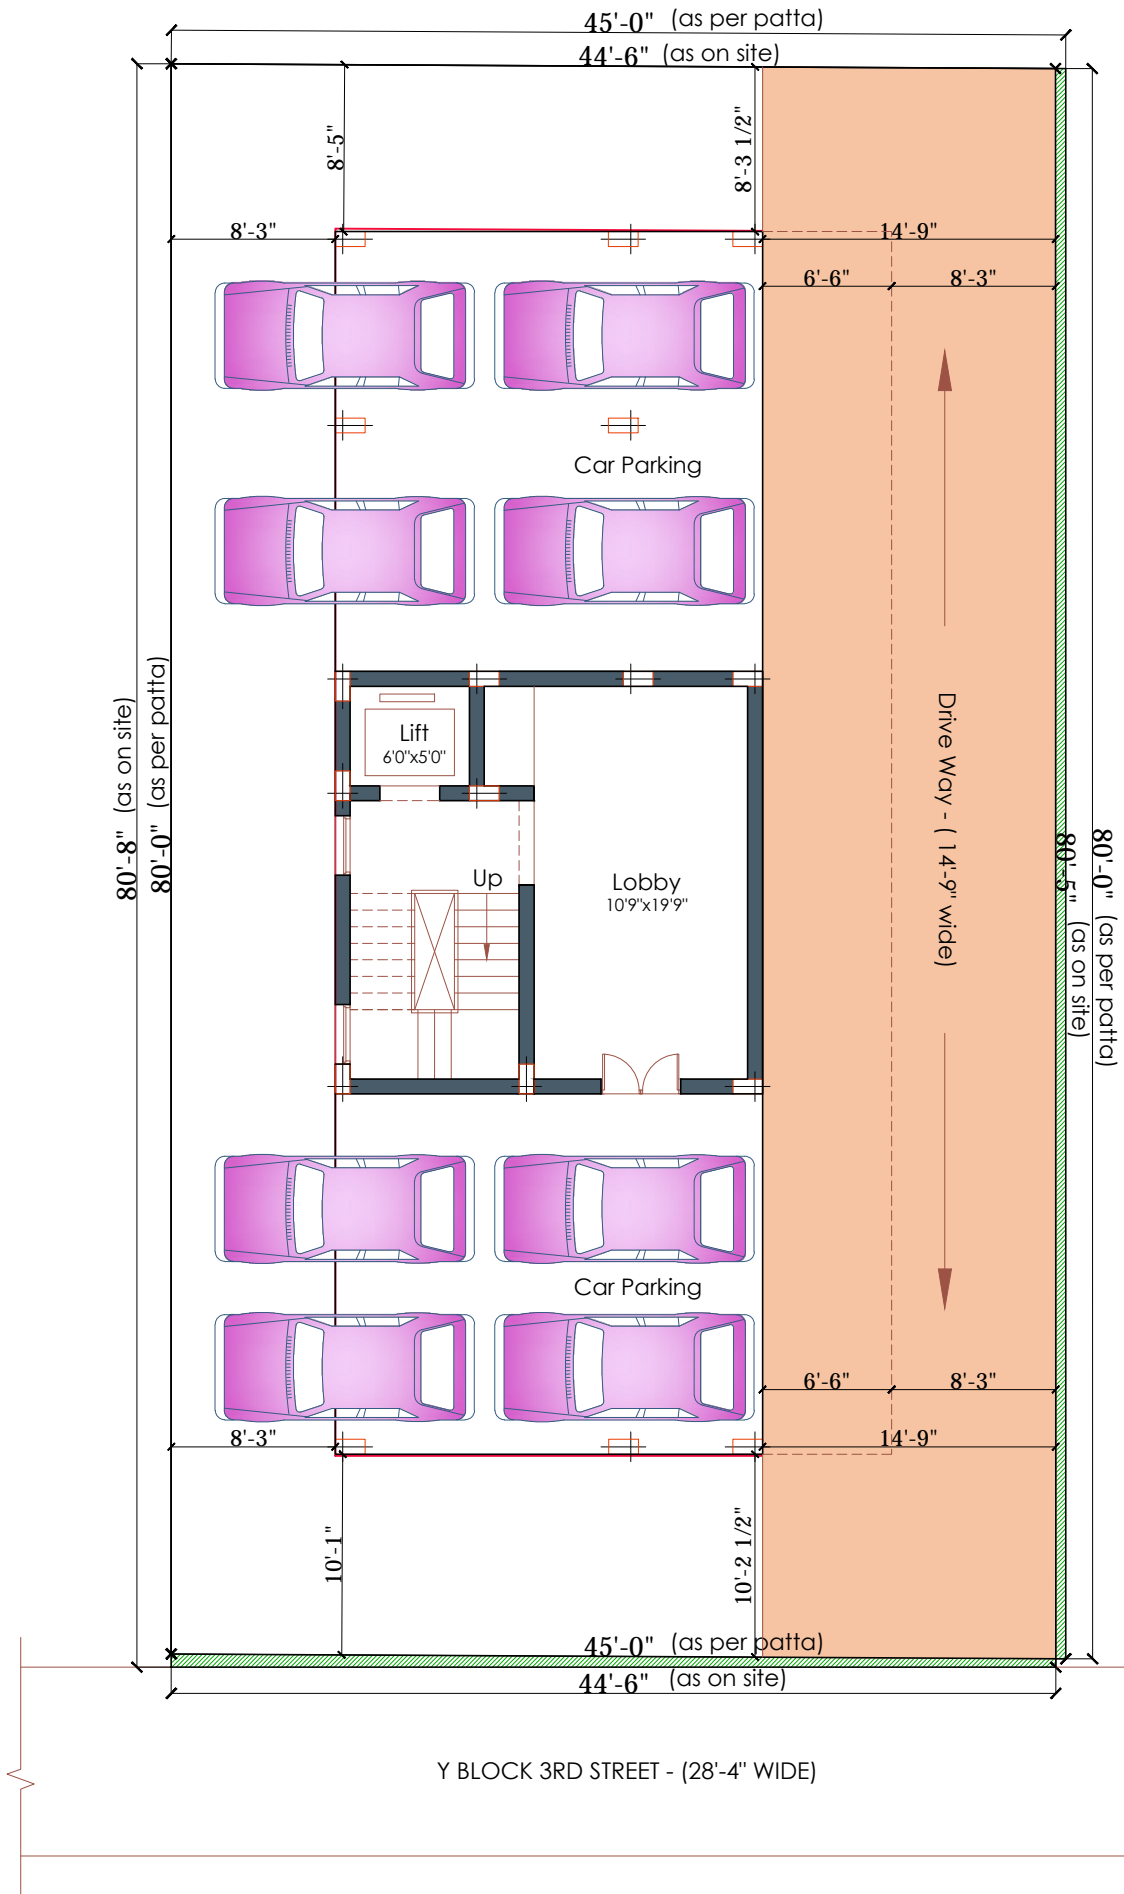 45'-0" (as per patta)
44'-6" (as on site)
8'-5"
8'-3 1/2"
8'-3"
14'-9"
6'-6"
8'-3"
Car Parking
80'-8" (as on site)
80'-0" (as per patta)
Lift
6'0"x5'0"
Up
Lobby
10'9"x19'9"
Drive Way - ( 14'-9" wide)
80'-5" (as on site)
80'-0" (as per patta)
Car Parking
6'-6"
8'-3"
8'-3"
14'-9"
10'-1"
10'-2 1/2"
45'-0" (as per patta)
44'-6" (as on site)
Y BLOCK 3RD STREET - (28'-4" WIDE)